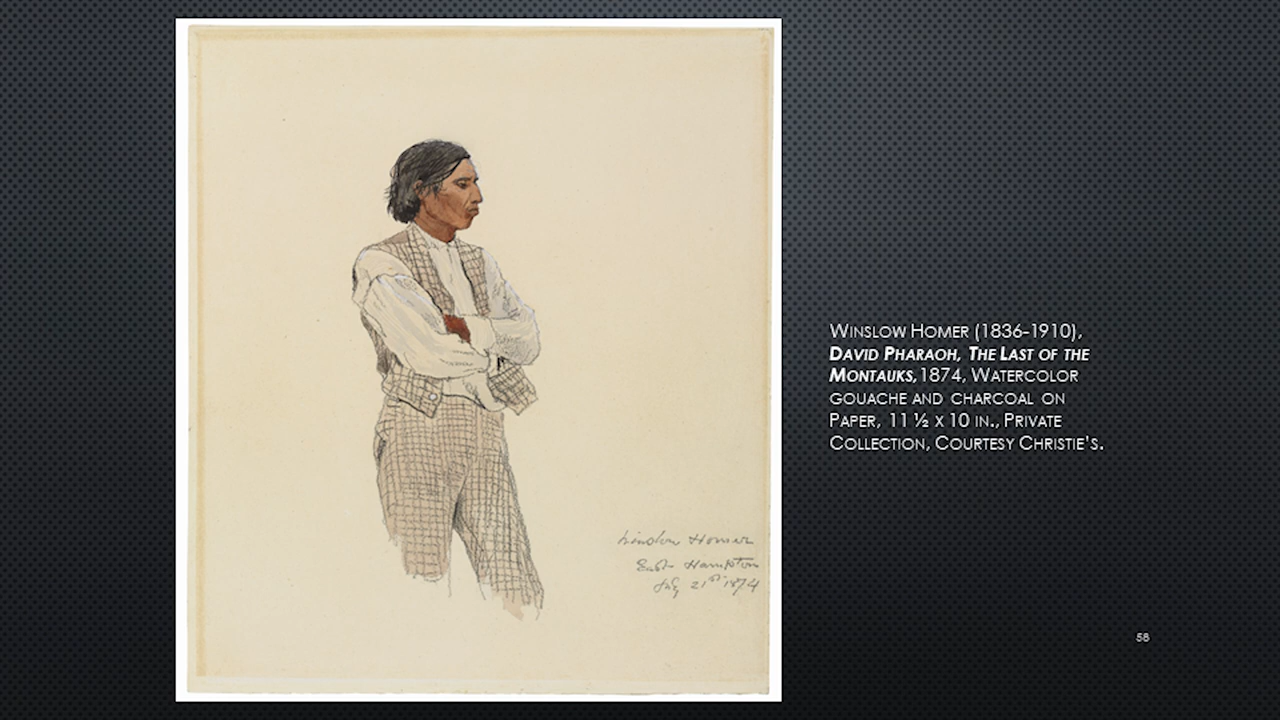 Winslow Homer
East Hampton
July 21st 1874
Winslow Homer (1836-1910),
David Pharaoh, The Last of the
Montauks, 1874, Watercolor
gouache and charcoal on
Paper, 11 ½ x 10 in., Private
Collection, Courtesy Christie's.
58